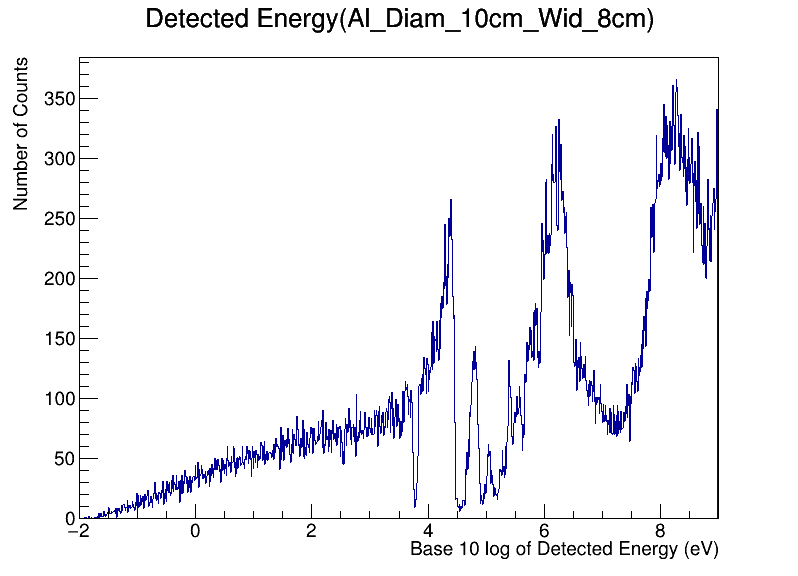 Detected Energy(Al_Diam_10cm_Wid_8cm)
Number of Counts
350
300
250
200
150
100
50
0
−2 0 2 4 6 8
Base 10 log of Detected Energy (eV)